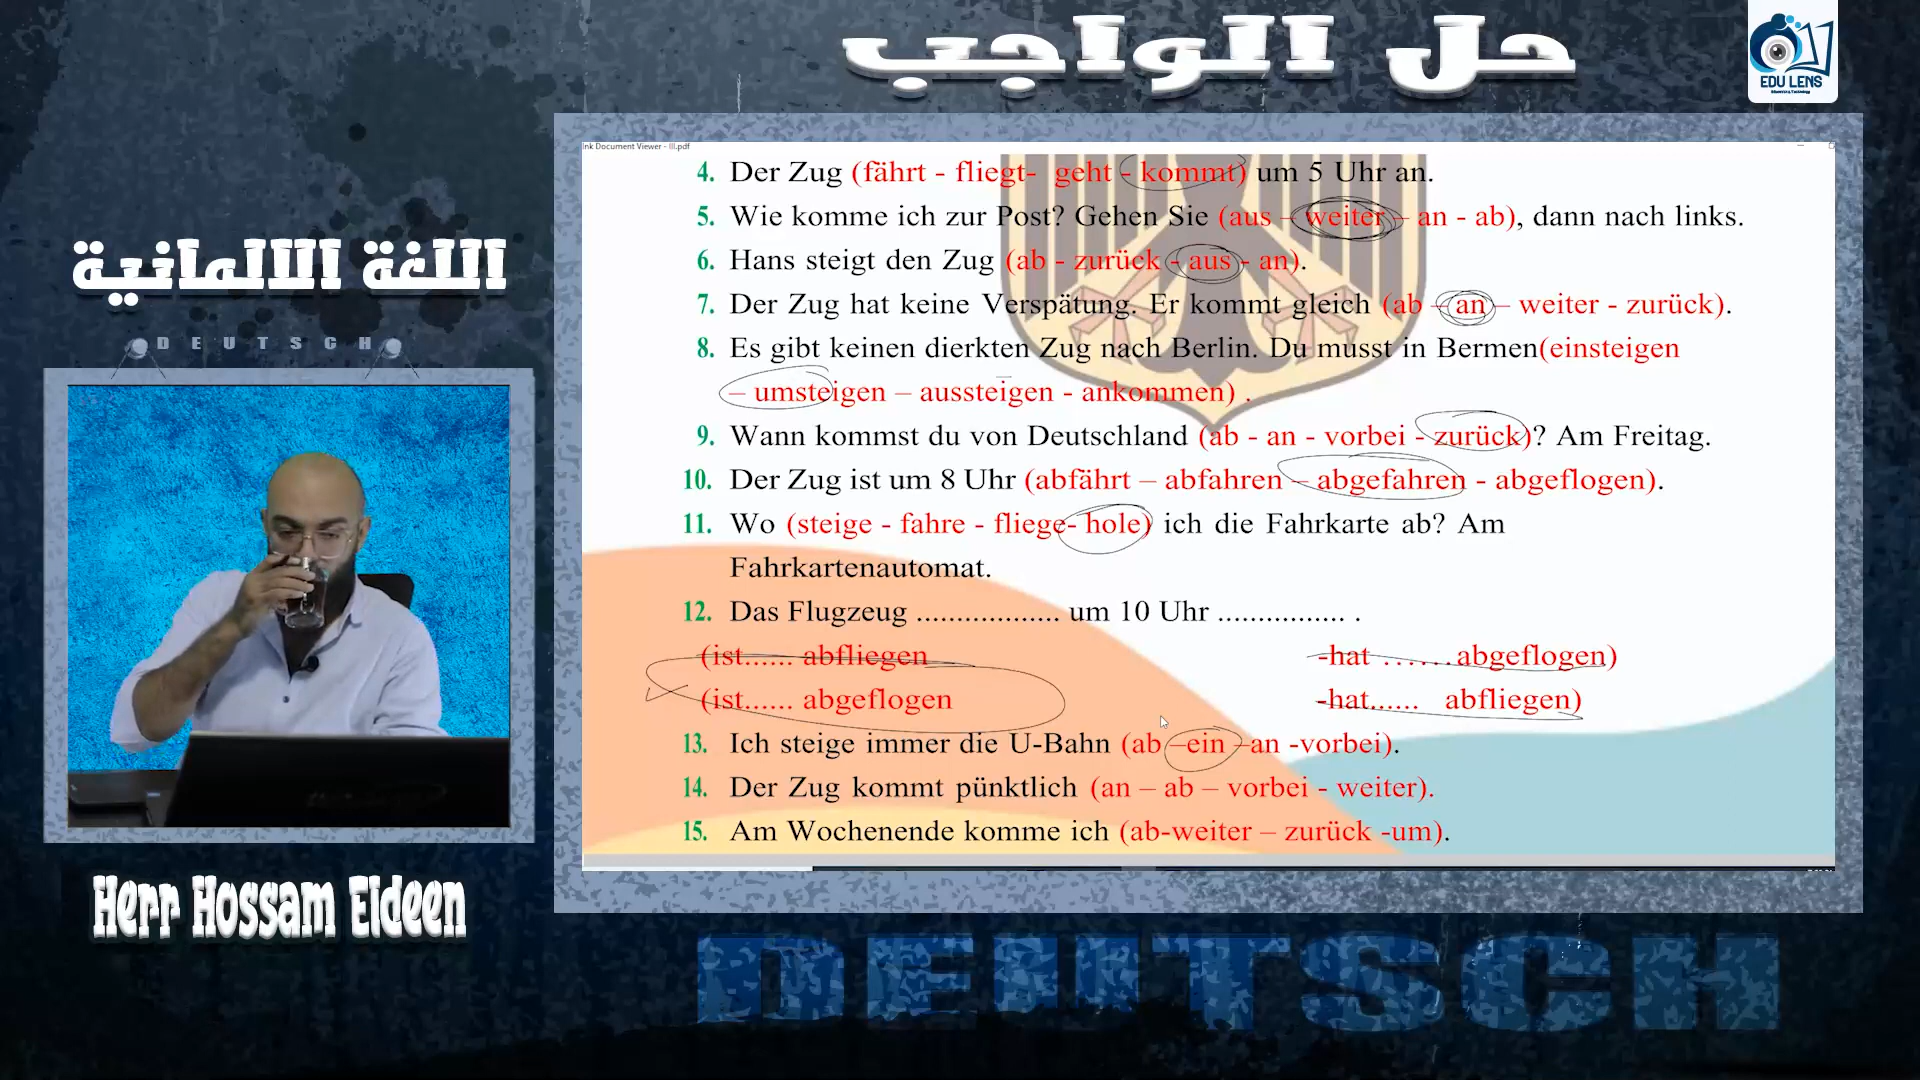 حل الواجب
EDU LENS
Ink Document Viewer - III.pdf
4. Der Zug (fährt - fliegt- geht - kommt) um 5 Uhr an.
5. Wie komme ich zur Post? Gehen Sie (aus – weiter – an - ab), dann nach links.
6. Hans steigt den Zug (ab - zurück - aus - an).
7. Der Zug hat keine Verspätung. Er kommt gleich (ab – an – weiter - zurück).
8. Es gibt keinen dierkten Zug nach Berlin. Du musst in Bermen(einsteigen
– umsteigen – aussteigen - ankommen) .
9. Wann kommst du von Deutschland (ab - an - vorbei - zurück)? Am Freitag.
10. Der Zug ist um 8 Uhr (abfährt – abfahren – abgefahren - abgeflogen).
11. Wo (steige - fahre - fliege- hole) ich die Fahrkarte ab? Am
Fahrkartenautomat.
12. Das Flugzeug .................. um 10 Uhr ................ .
(ist...... abfliegen -hat ……abgeflogen)
(ist...... abgeflogen -hat...... abfliegen)
13. Ich steige immer die U-Bahn (ab –ein –an -vorbei).
14. Der Zug kommt pünktlich (an – ab – vorbei - weiter).
15. Am Wochenende komme ich (ab-weiter – zurück -um).
اللغة الالمانية
DEUTSCH
Herr Hossam Eldeen
DEUTSCH